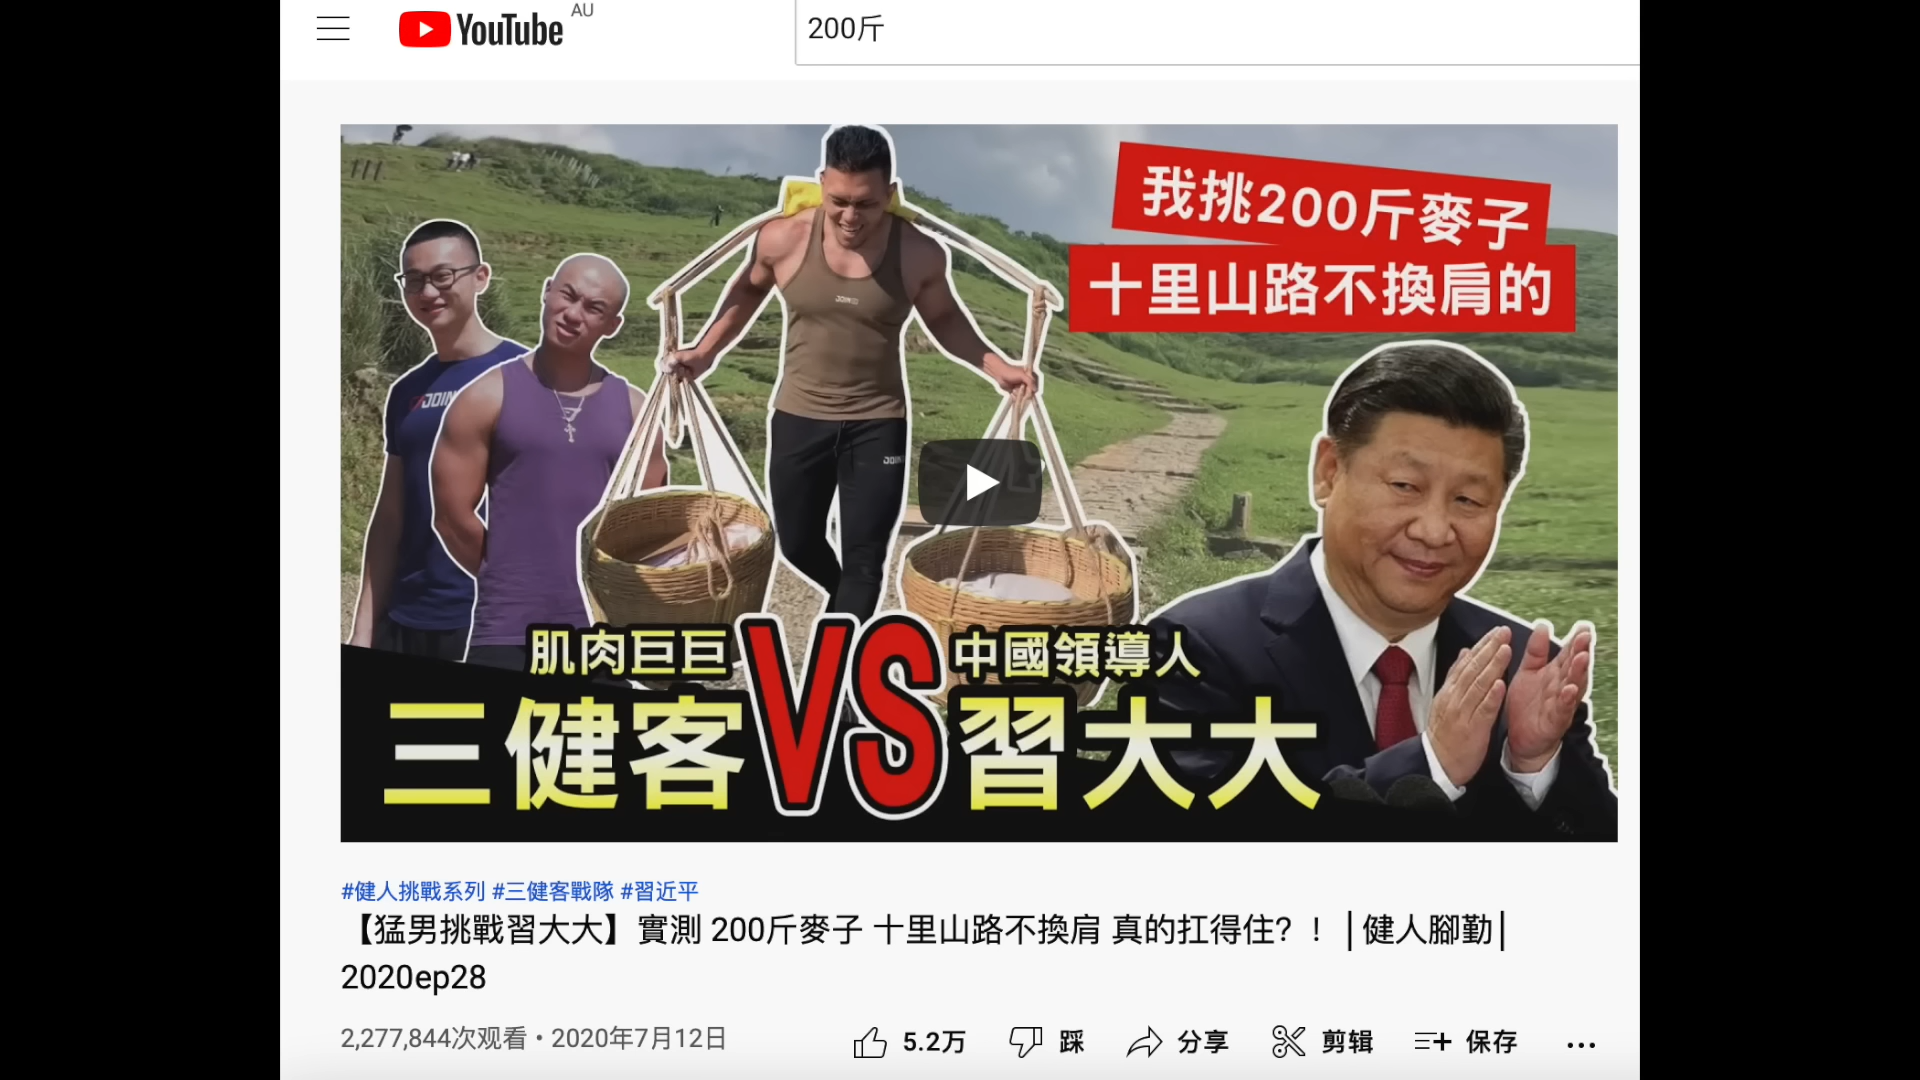 YouTube AU
200斤
我挑200斤麥子
十里山路不換肩的
JOIN
JOIN
肌肉巨巨
三健客
VS
中國領導人
習大大
#健人挑戰系列 #三健客戰隊 #習近平
【猛男挑戰習大大】實測 200斤麥子 十里山路不換肩 真的扛得住? ！ │健人腳勤│
2020ep28
2,277,844次观看 • 2020年7月12日
5.2万 踩 分享 剪辑 保存